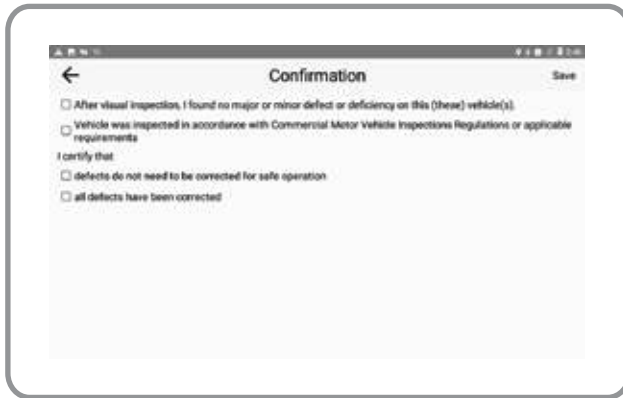 Confirmation
Save
After visual inspection, I found no major or minor defect or deficiency on this (these) vehicle(s).
Vehicle was inspected in accordance with Commercial Motor Vehicle Inspections Regulations or applicable
requirements
I certify that
defects do not need to be corrected for safe operation
all defects have been corrected